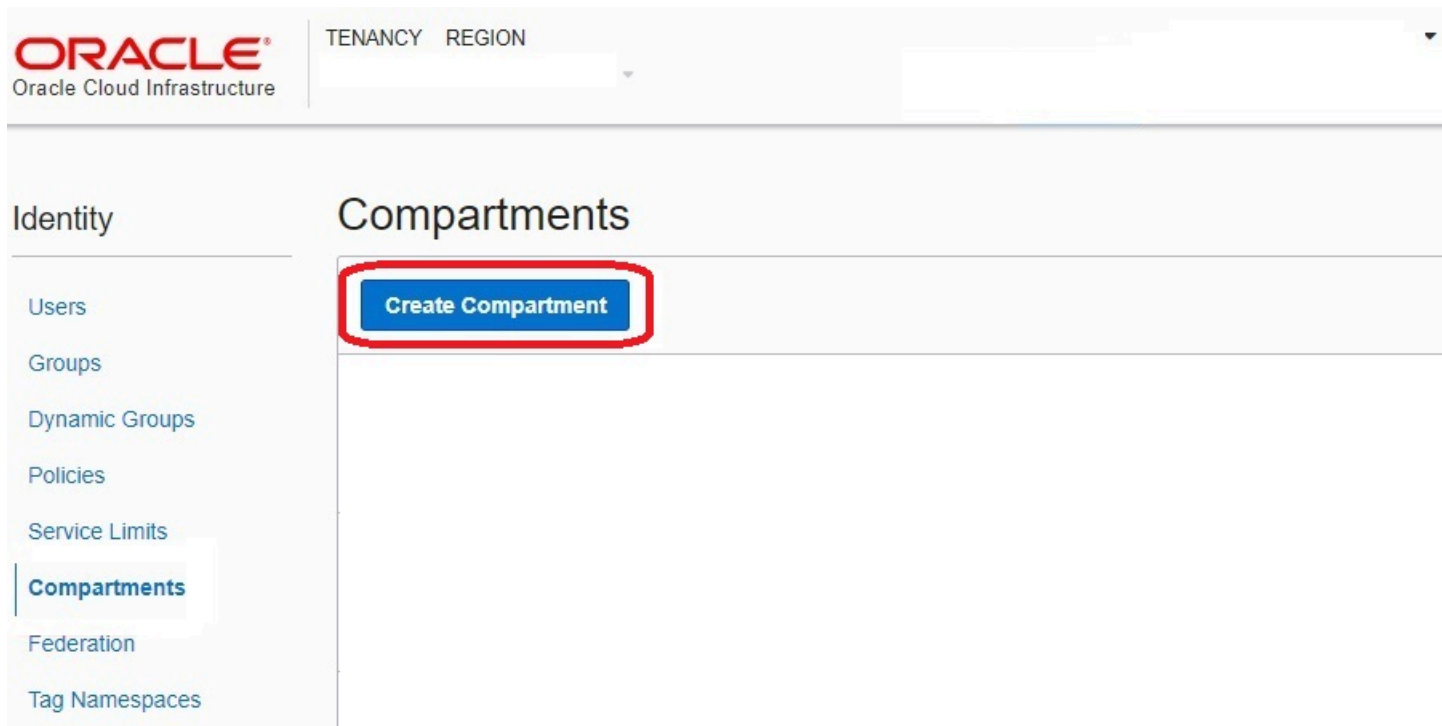 ORACLE®
Oracle Cloud Infrastructure
TENANCY REGION
Identity
Users
Groups
Dynamic Groups
Policies
Service Limits
Compartments
Federation
Tag Namespaces
Compartments
Create Compartment